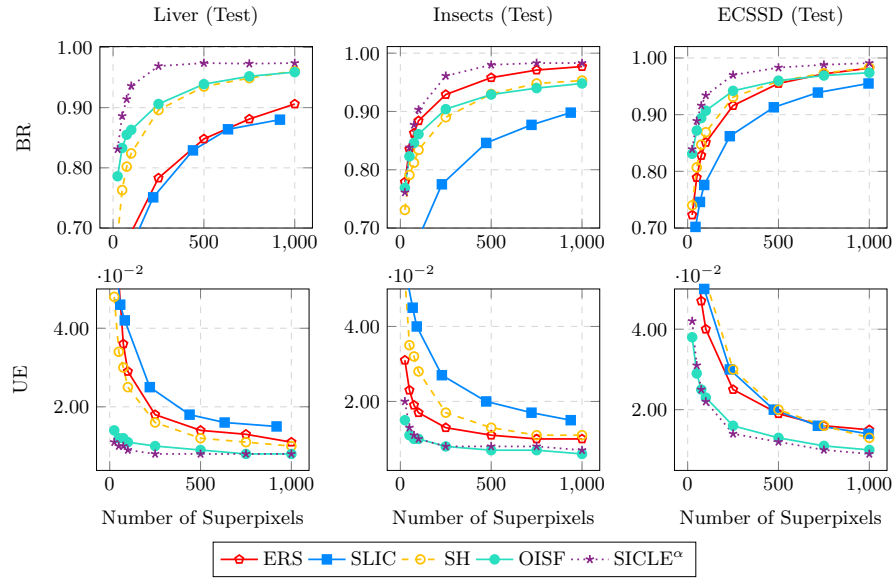 Liver (Test) Insects (Test) ECSSD (Test)
BR
1.00 1.00 1.00
0.90 0.90 0.90
0.80 0.80 0.80
0.70 0.70 0.70
0 500 1,000 0 500 1,000 0 500 1,000
·10⁻² ·10⁻² ·10⁻²
UE
4.00 4.00 4.00
2.00 2.00 2.00
0 500 1,000 0 500 1,000 0 500 1,000
Number of Superpixels Number of Superpixels Number of Superpixels
ERS SLIC SH OISF SICLEᵅ